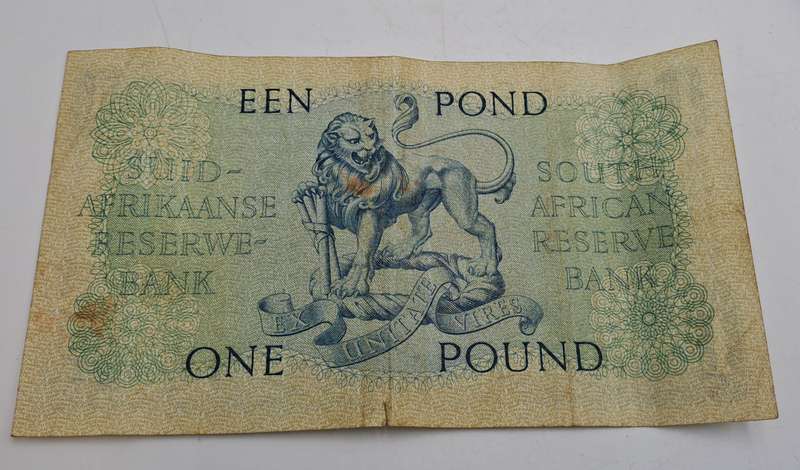 EEN POND
SUID-
AFRIKAANSE
RESERWE-
BANK
SOUTH
AFRICAN
RESERVE
BANK
EX UNITATE VIRES
ONE POUND